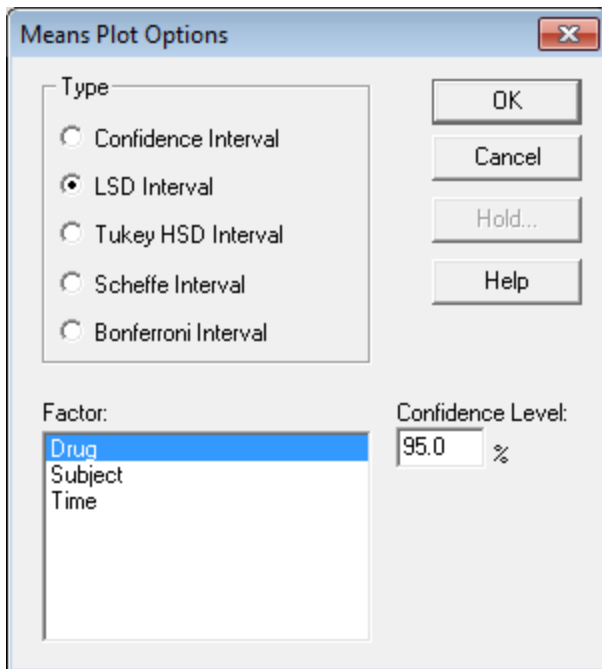 Means Plot Options
Type
Confidence Interval
LSD Interval
Tukey HSD Interval
Scheffe Interval
Bonferroni Interval
OK
Cancel
Hold...
Help
Factor:
Drug
Subject
Time
Confidence Level:
95.0 %